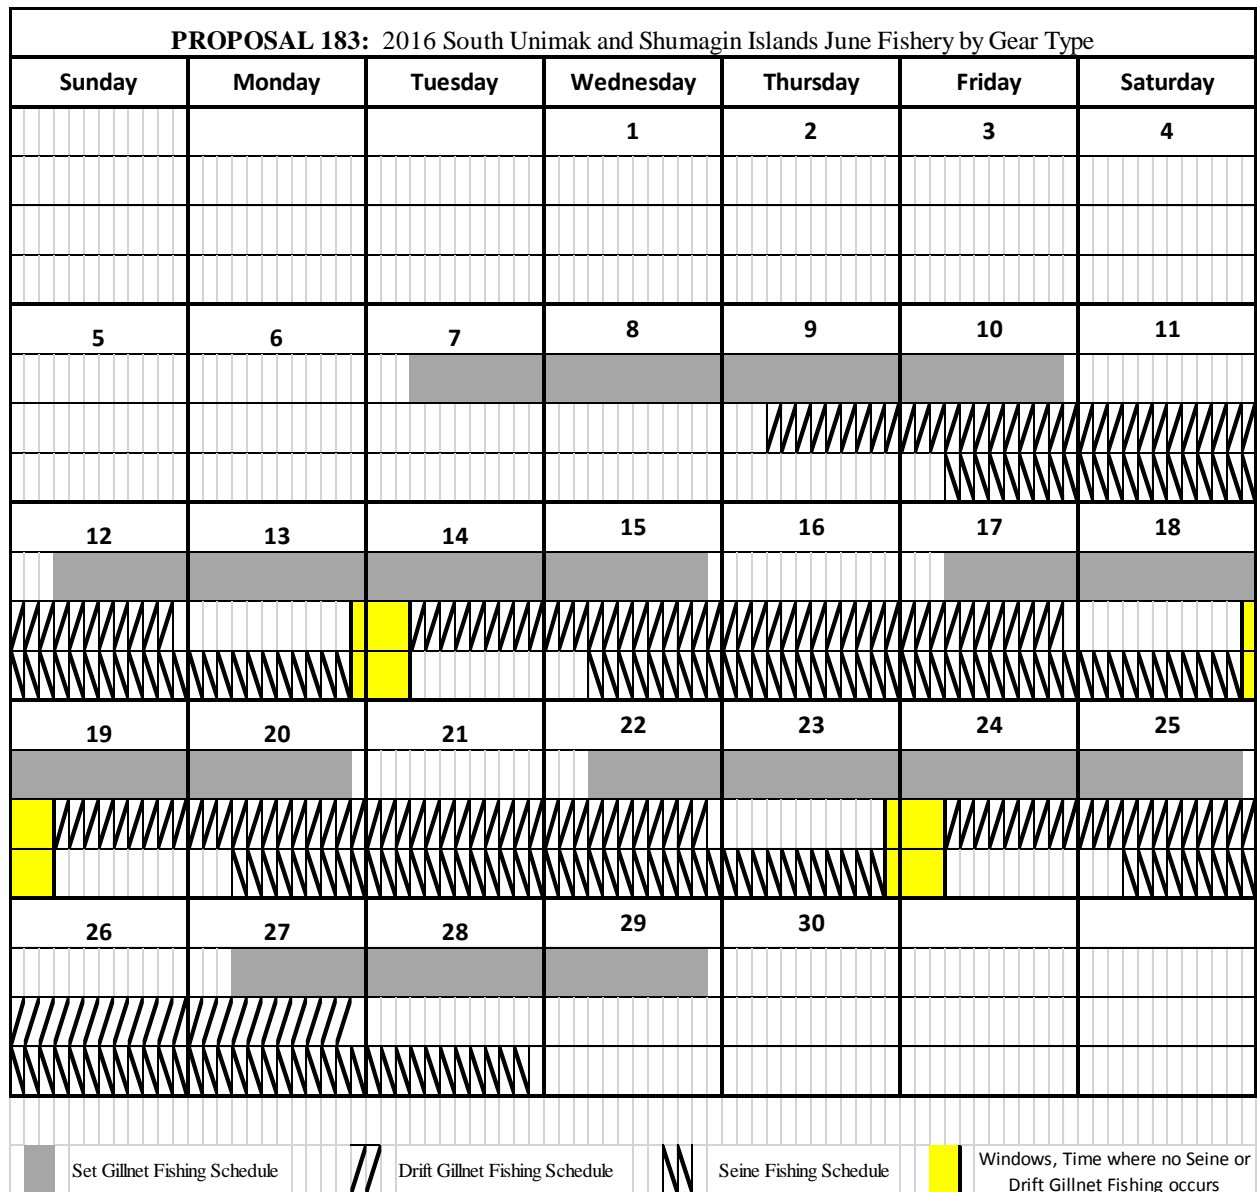 PROPOSAL 183: 2016 South Unimak and Shumagin Islands June Fishery by Gear Type
Sunday Monday Tuesday Wednesday Thursday Friday Saturday
1 2 3 4
5 6 7 8 9 10 11
12 13 14 15 16 17 18
19 20 21 22 23 24 25
26 27 28 29 30
Set Gillnet Fishing Schedule
Drift Gillnet Fishing Schedule
Seine Fishing Schedule
Windows, Time where no Seine or
Drift Gillnet Fishing occurs